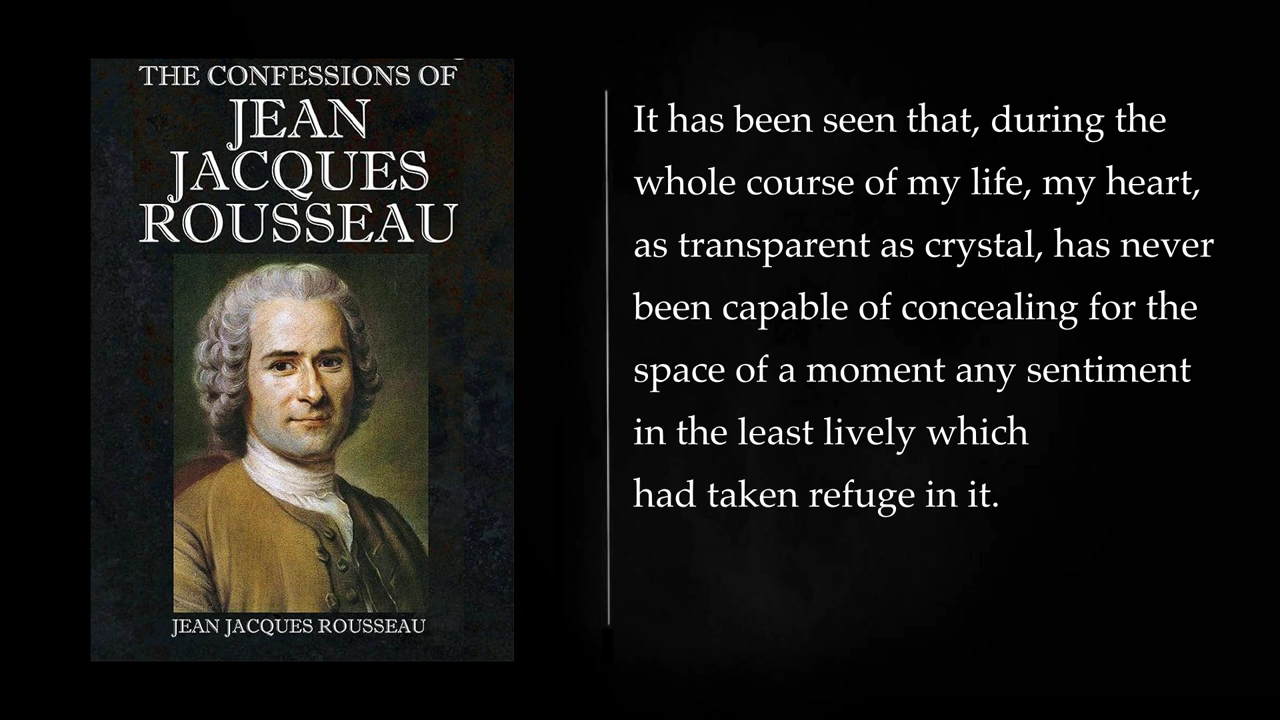 THE CONFESSIONS OF
JEAN
JACQUES
ROUSSEAU
JEAN JACQUES ROUSSEAU
It has been seen that, during the
whole course of my life, my heart,
as transparent as crystal, has never
been capable of concealing for the
space of a moment any sentiment
in the least lively which
had taken refuge in it.